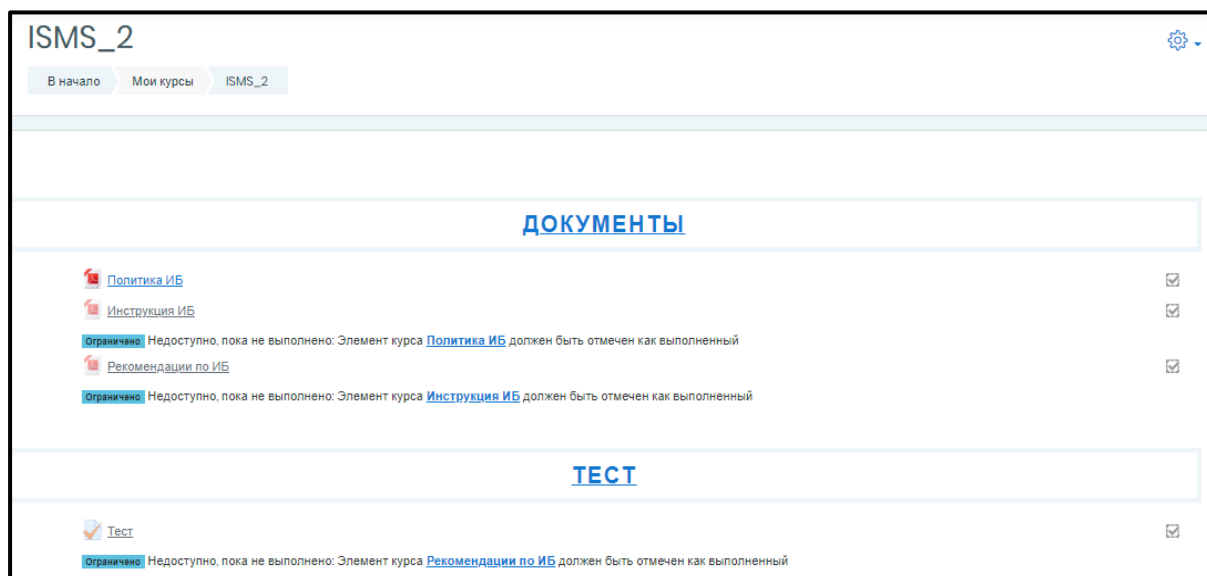 ISMS_2
В начало Мои курсы ISMS_2
ДОКУМЕНТЫ
Политика ИБ
Инструкция ИБ
Ограничено Недоступно, пока не выполнено: Элемент курса Политика ИБ должен быть отмечен как выполненный
Рекомендации по ИБ
Ограничено Недоступно, пока не выполнено: Элемент курса Инструкция ИБ должен быть отмечен как выполненный
ТЕСТ
Тест
Ограничено Недоступно, пока не выполнено: Элемент курса Рекомендации по ИБ должен быть отмечен как выполненный